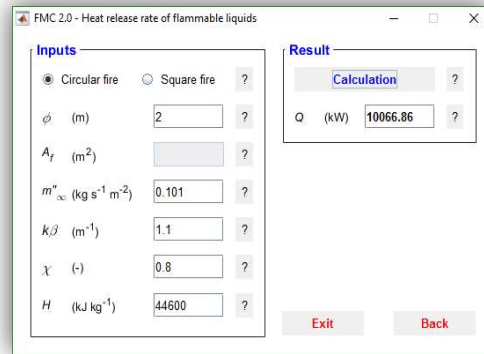 FMC 2.0 - Heat release rate of flammable liquids
Inputs
Circular fire Square fire ?
ϕ (m) 2 ?
A_f (m²) ?
m"_∞ (kg s⁻¹ m⁻²) 0.101 ?
kβ (m⁻¹) 1.1 ?
χ (-) 0.8 ?
H (kJ kg⁻¹) 44600 ?
Result
Calculation ?
Q (kW) 10066.86 ?
Exit Back